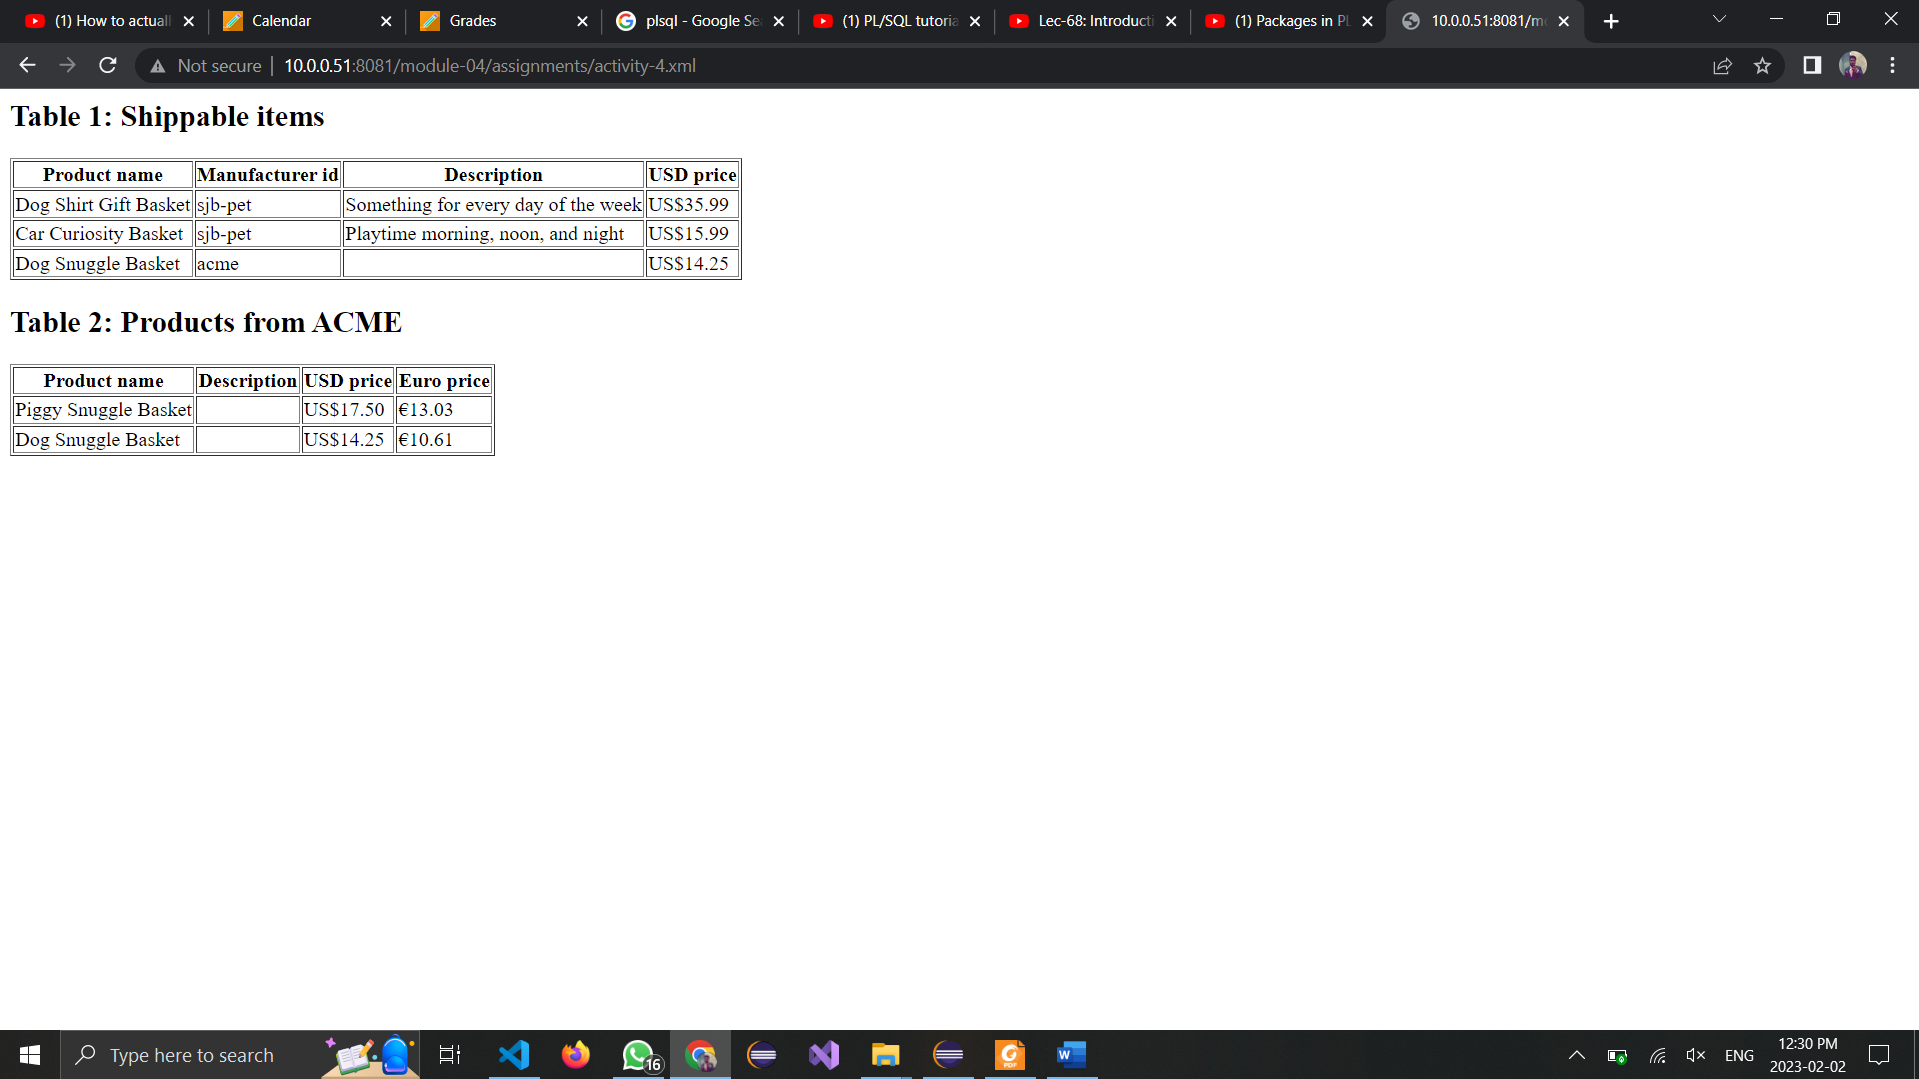 (1) How to actuall
Calendar
Grades
plsql - Google Se
(1) PL/SQL tutoria
Lec-68: Introducti
(1) Packages in PL
10.0.0.51:8081/mo
Not secure
10.0.0.51:8081/module-04/assignments/activity-4.xml
Table 1: Shippable items
Product name Manufacturer id Description USD price
Dog Shirt Gift Basket sjb-pet Something for every day of the week US$35.99
Car Curiosity Basket sjb-pet Playtime morning, noon, and night US$15.99
Dog Snuggle Basket acme US$14.25
Table 2: Products from ACME
Product name Description USD price Euro price
Piggy Snuggle Basket US$17.50 €13.03
Dog Snuggle Basket US$14.25 €10.61
Type here to search
16
ENG
12:30 PM
2023-02-02